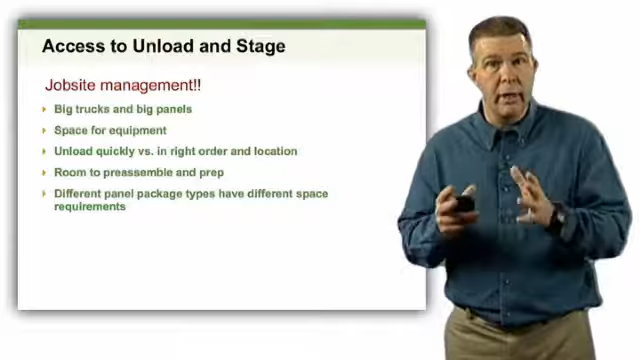 Access to Unload and Stage
Jobsite management!!
Big trucks and big panels
Space for equipment
Unload quickly vs. in right order and location
Room to preassemble and prep
Different panel package types have different space
requirements